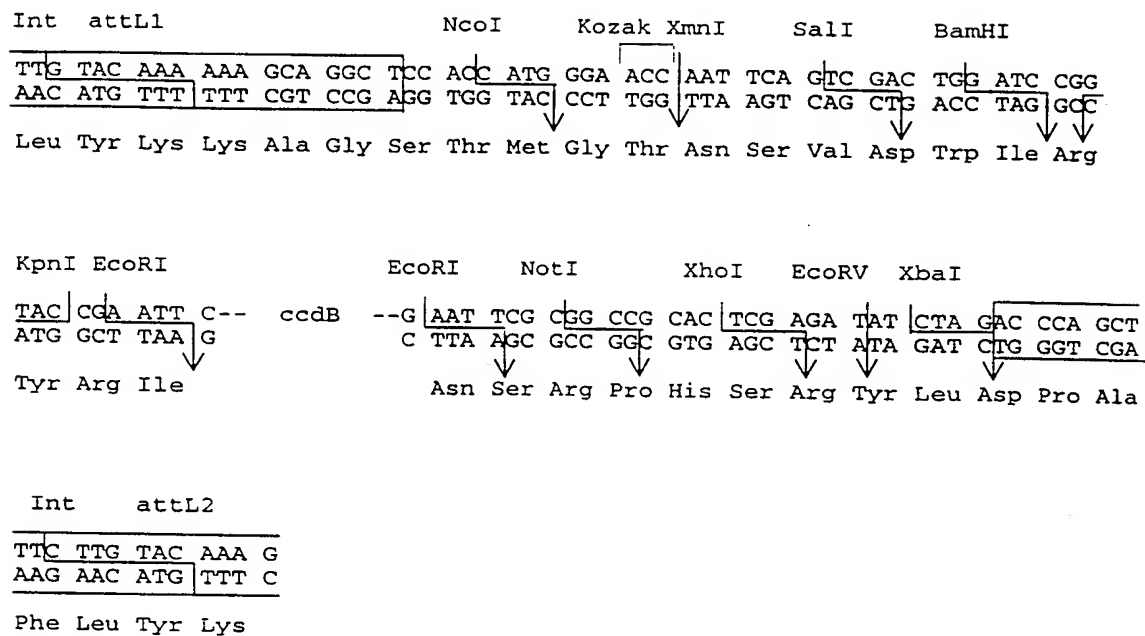 Int attL1 NcoI Kozak XmnI SalI BamHI
TTG TAC AAA AAA GCA GGC TCC ACC ATG GGA ACC AAT TCA GTC GAC TGG ATC CGG
AAC ATG TTT TTT CGT CCG AGG TGG TAC CCT TGG TTA AGT CAG CTG ACC TAG GCC
Leu Tyr Lys Lys Ala Gly Ser Thr Met Gly Thr Asn Ser Val Asp Trp Ile Arg
KpnI EcoRI EcoRI NotI XhoI EcoRV XbaI
TAC CGA ATT C-- ccdB --G AAT TCG CGG CCG CAC TCG AGA TAT CTA GAC CCA GCT
ATG GCT TAA G C TTA AGC GCC GGC GTG AGC TCT ATA GAT CTG GGT CGA
Tyr Arg Ile Asn Ser Arg Pro His Ser Arg Tyr Leu Asp Pro Ala
Int attL2
TTC TTG TAC AAA G
AAG AAC ATG TTT C
Phe Leu Tyr Lys